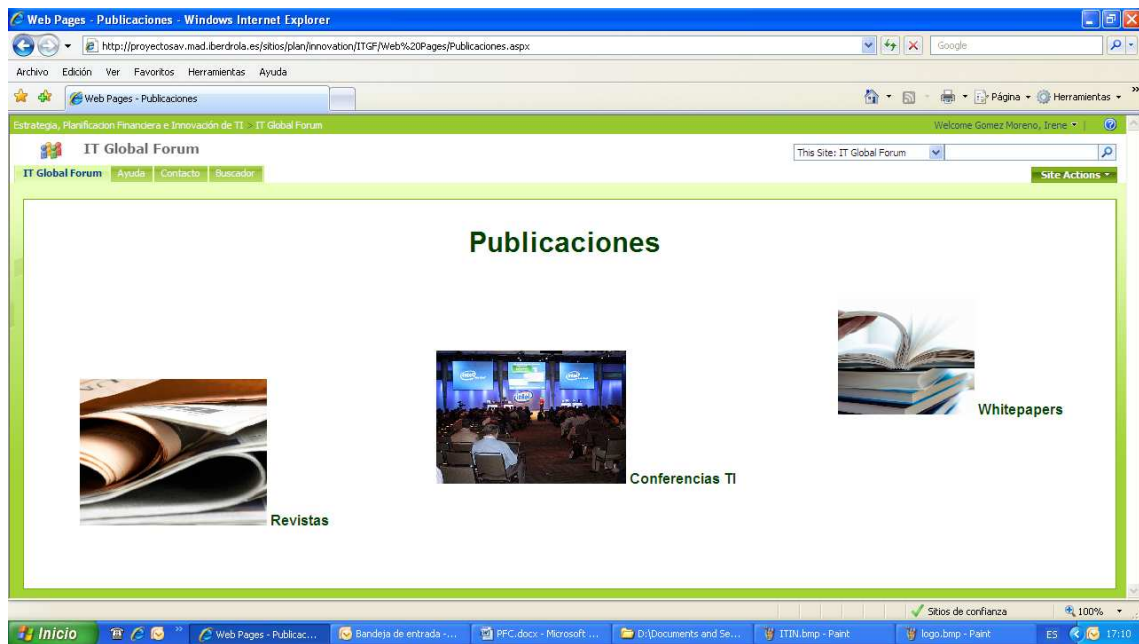 Web Pages - Publicaciones - Windows Internet Explorer
http://proyectosav.mad.iberdrola.es/sitios/plan/innovation/ITGF/Web%20Pages/Publicaciones.aspx
Google
Archivo Edición Ver Favoritos Herramientas Ayuda
Web Pages - Publicaciones
Página Herramientas
Estrategia, Planificacion Financiera e Innovación de TI > IT Global Forum
Welcome Gomez Moreno, Irene
IT Global Forum
This Site: IT Global Forum
IT Global Forum Ayuda Contacto Buscador
Site Actions
Publicaciones
Whitepapers
Conferencias TI
Revistas
Sitios de confianza
100%
Inicio
Web Pages - Publicac...
Bandeja de entrada -...
PFC.docx - Microsoft ...
D:\Documents and Se...
ITIN.bmp - Paint
logo.bmp - Paint
ES
17:10